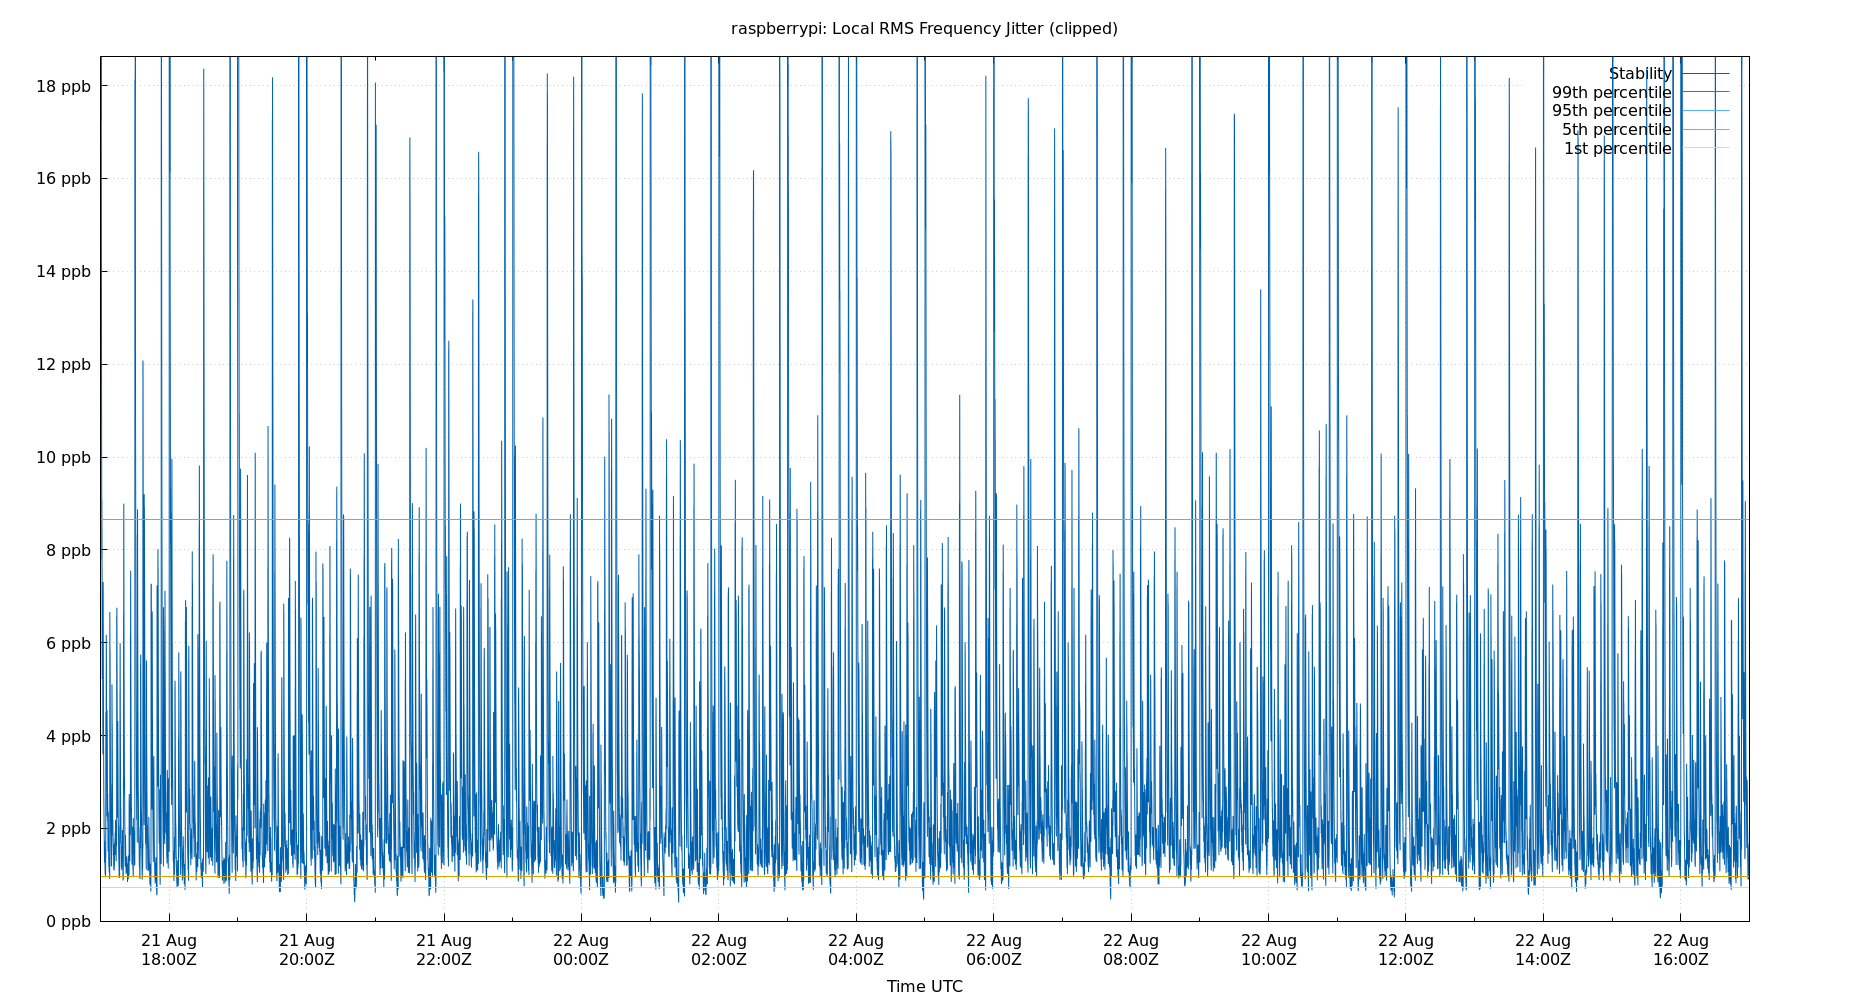 raspberrypi: Local RMS Frequency Jitter (clipped)
Stability
99th percentile
95th percentile
5th percentile
1st percentile
18 ppb
16 ppb
14 ppb
12 ppb
10 ppb
8 ppb
6 ppb
4 ppb
2 ppb
0 ppb
21 Aug 21 Aug 21 Aug 22 Aug 22 Aug 22 Aug 22 Aug 22 Aug 22 Aug 22 Aug 22 Aug 22 Aug
18:00Z 20:00Z 22:00Z 00:00Z 02:00Z 04:00Z 06:00Z 08:00Z 10:00Z 12:00Z 14:00Z 16:00Z
Time UTC